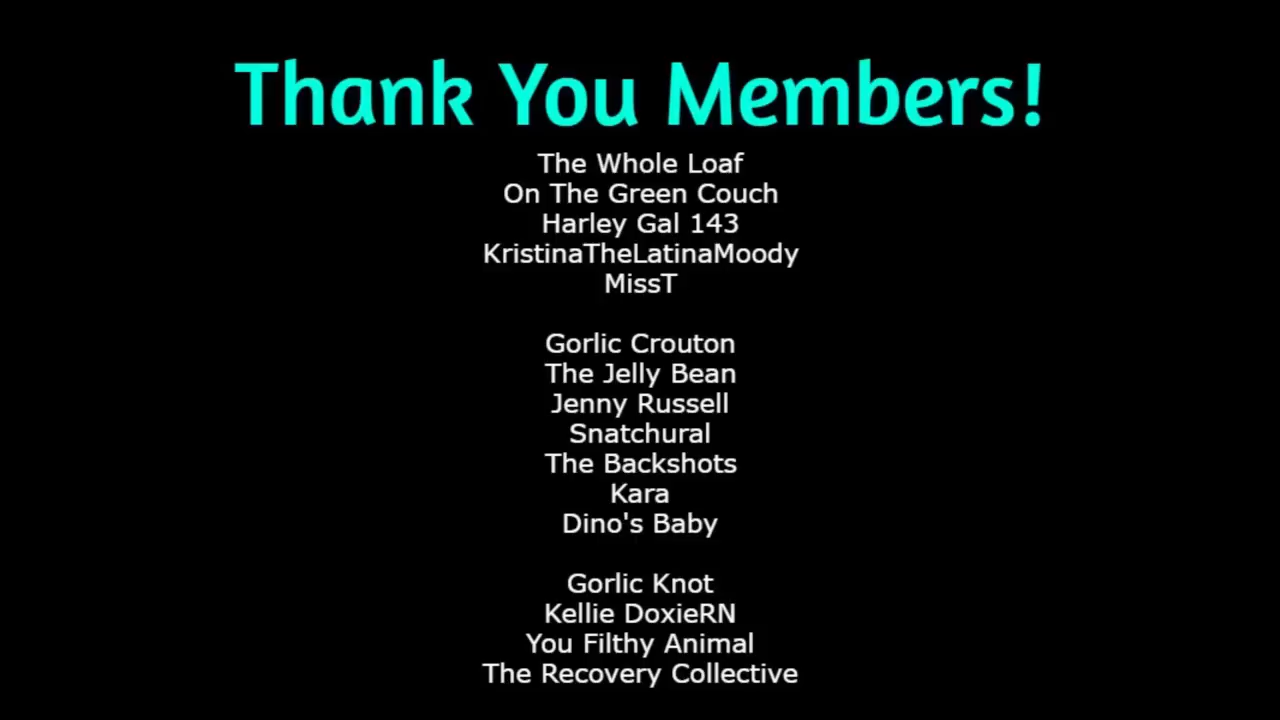 Thank You Members!
The Whole Loaf
On The Green Couch
Harley Gal 143
KristinaTheLatinaMoody
MissT
Gorlic Crouton
The Jelly Bean
Jenny Russell
Snatchural
The Backshots
Kara
Dino's Baby
Gorlic Knot
Kellie DoxieRN
You Filthy Animal
The Recovery Collective